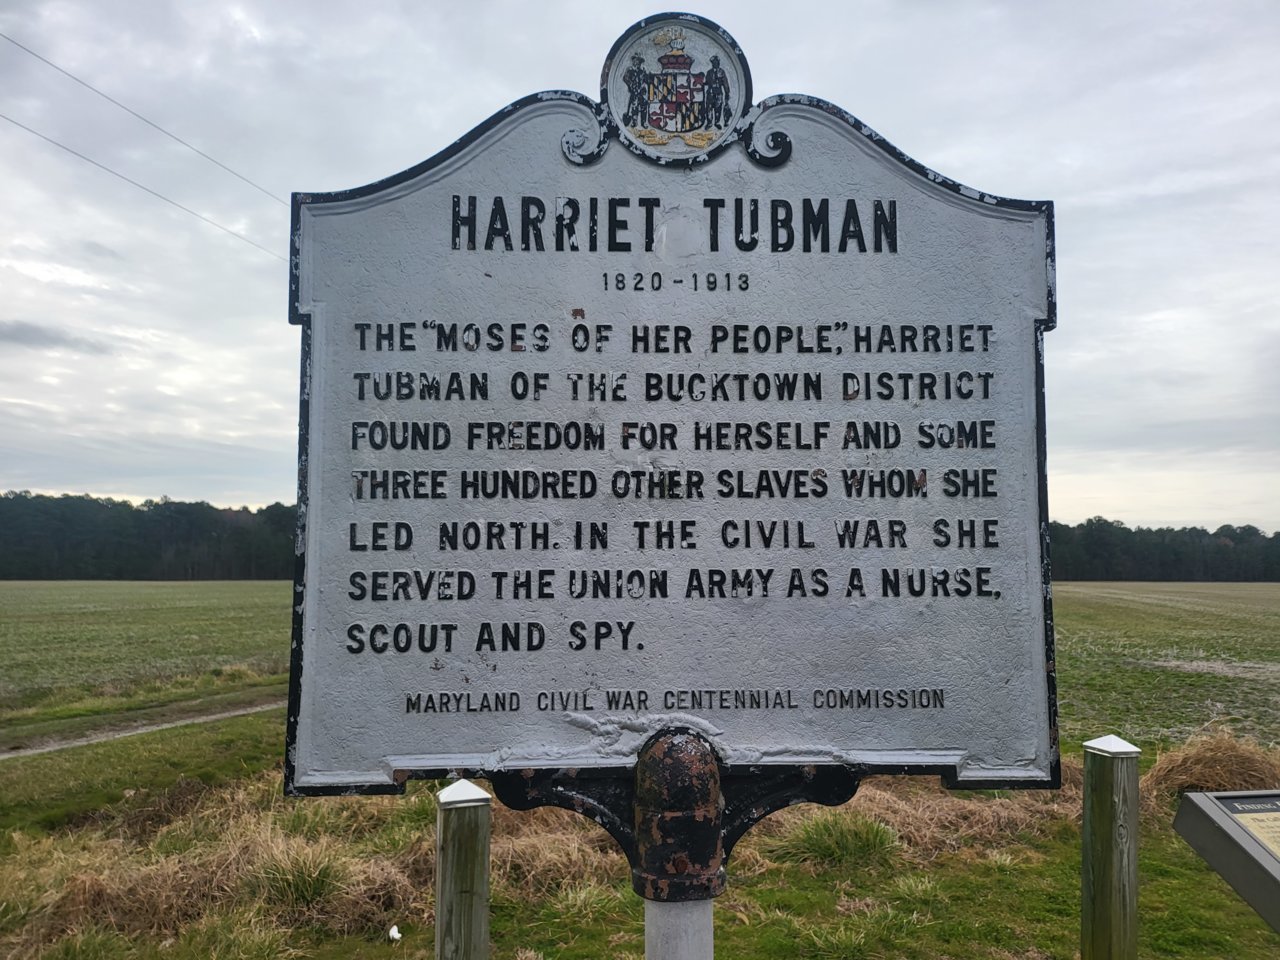 HARRIET TUBMAN
1820-1913
THE "MOSES OF HER PEOPLE," HARRIET
TUBMAN OF THE BUCKTOWN DISTRICT
FOUND FREEDOM FOR HERSELF AND SOME
THREE HUNDRED OTHER SLAVES WHOM SHE
LED NORTH. IN THE CIVIL WAR SHE
SERVED THE UNION ARMY AS A NURSE,
SCOUT AND SPY.
MARYLAND CIVIL WAR CENTENNIAL COMMISSION
FINDING